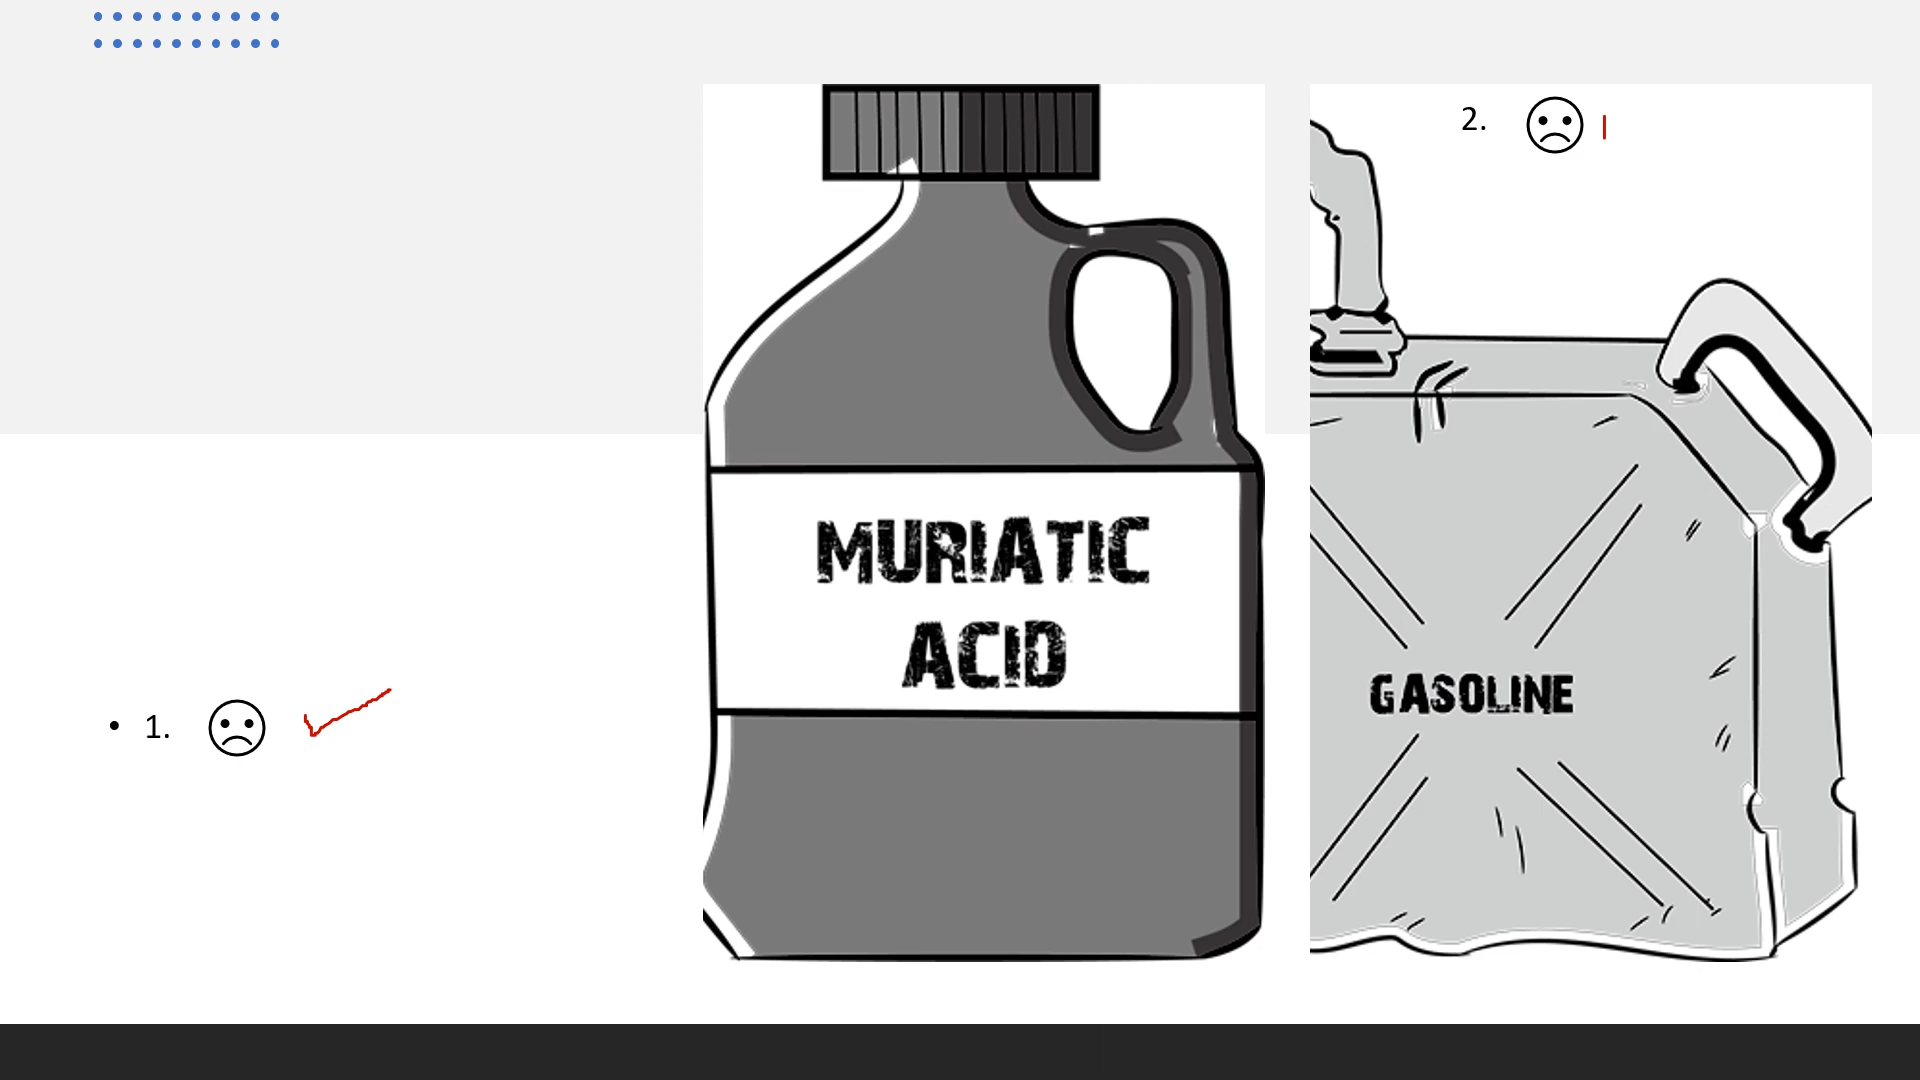 • 1. ☹
MURIATIC
ACID
2. ☹
GASOLINE